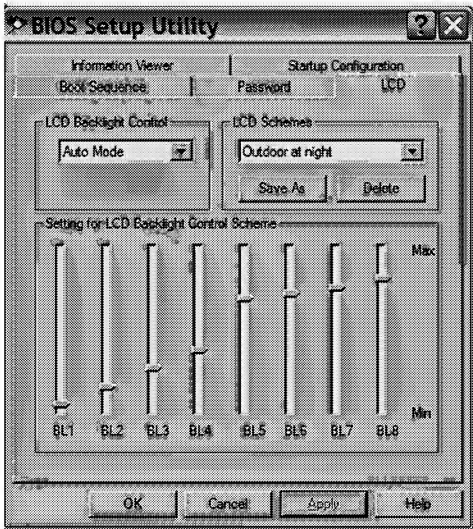 BIOS Setup Utility
Information Viewer Startup Configuration
Boot Sequence Password LCD
LCD Backlight Control LCD Schemes
Auto Mode Outdoor at night
Save As Delete
Setting for LCD Backlight Control Scheme
Max
Min
BL1 BL2 BL3 BL4 BL5 BL6 BL7 BL8
OK Cancel Apply Help